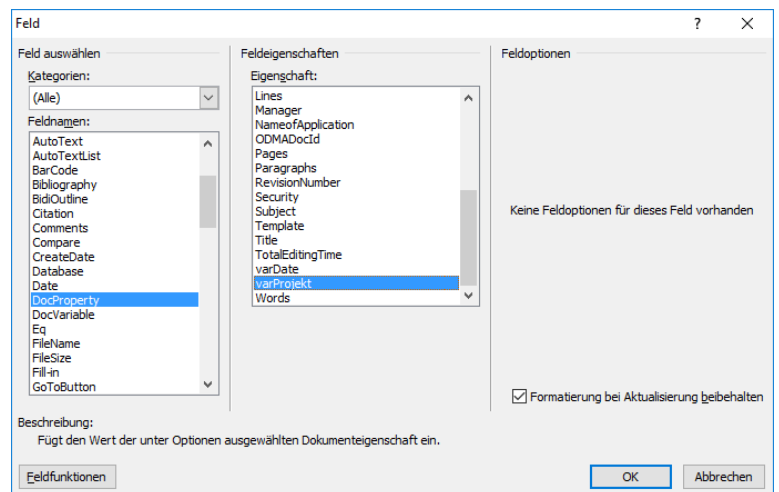 Feld ? ×
Feld auswählen
Kategorien:
(Alle)
Feldnamen:
AutoText
AutoTextList
BarCode
Bibliography
BidiOutline
Citation
Comments
Compare
CreateDate
Database
Date
DocProperty
DocVariable
Eq
FileName
FileSize
Fill-in
GoToButton
Feldeigenschaften
Eigenschaft:
Lines
Manager
NameofApplication
ODMADocId
Pages
Paragraphs
RevisionNumber
Security
Subject
Template
Title
TotalEditingTime
varDate
varProjekt
Words
Feldoptionen
Keine Feldoptionen für dieses Feld vorhanden
Formatierung bei Aktualisierung beibehalten
Beschreibung:
Fügt den Wert der unter Optionen ausgewählten Dokumenteigenschaft ein.
Feldfunktionen
OK
Abbrechen